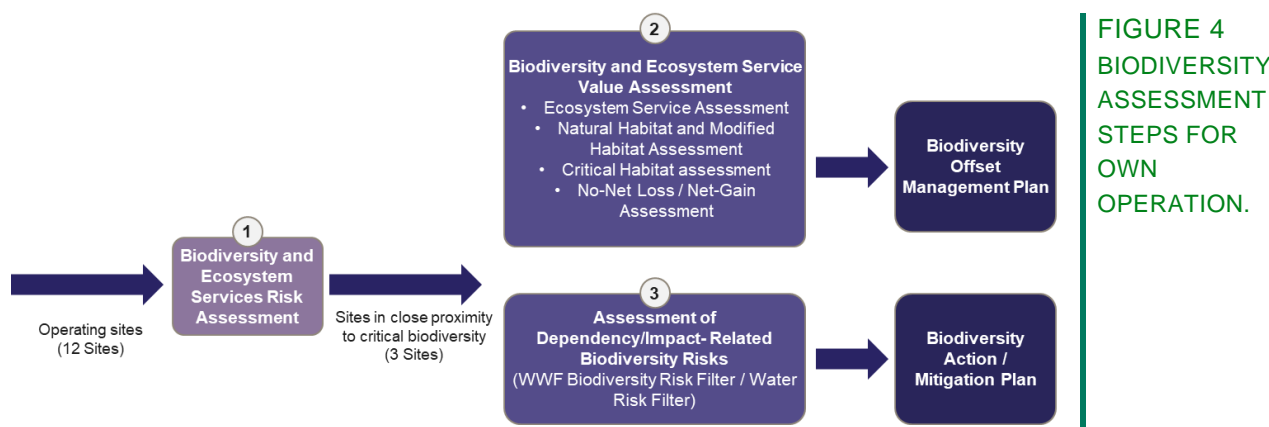 Operating sites
(12 Sites)
1
Biodiversity and
Ecosystem
Services Risk
Assessment
Sites in close proximity
to critical biodiversity
(3 Sites)
2
Biodiversity and Ecosystem Service
Value Assessment
• Ecosystem Service Assessment
• Natural Habitat and Modified
Habitat Assessment
• Critical Habitat assessment
• No-Net Loss / Net-Gain
Assessment
Biodiversity
Offset
Management Plan
3
Assessment of
Dependency/Impact- Related
Biodiversity Risks
(WWF Biodiversity Risk Filter / Water
Risk Filter)
Biodiversity
Action /
Mitigation Plan
FIGURE 4
BIODIVERSITY
ASSESSMENT
STEPS FOR
OWN
OPERATION.